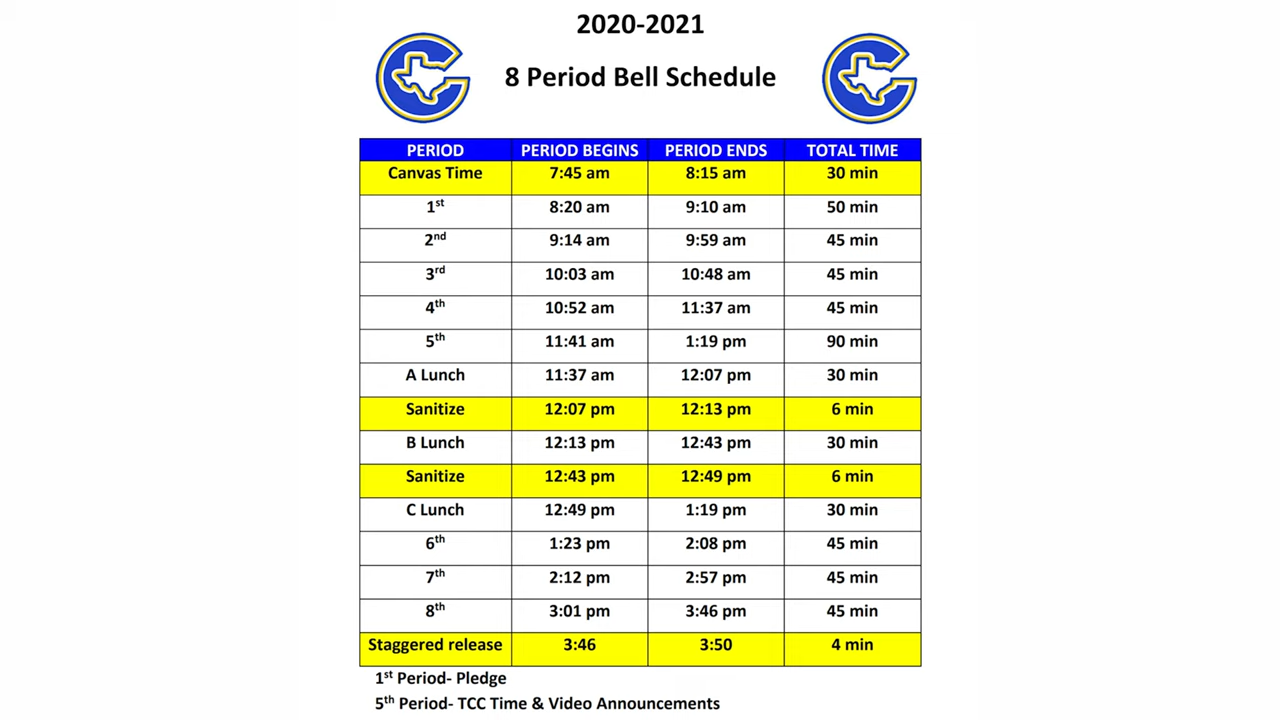 2020-2021
8 Period Bell Schedule
PERIOD PERIOD BEGINS PERIOD ENDS TOTAL TIME
Canvas Time 7:45 am 8:15 am 30 min
1st 8:20 am 9:10 am 50 min
2nd 9:14 am 9:59 am 45 min
3rd 10:03 am 10:48 am 45 min
4th 10:52 am 11:37 am 45 min
5th 11:41 am 1:19 pm 90 min
A Lunch 11:37 am 12:07 pm 30 min
Sanitize 12:07 pm 12:13 pm 6 min
B Lunch 12:13 pm 12:43 pm 30 min
Sanitize 12:43 pm 12:49 pm 6 min
C Lunch 12:49 pm 1:19 pm 30 min
6th 1:23 pm 2:08 pm 45 min
7th 2:12 pm 2:57 pm 45 min
8th 3:01 pm 3:46 pm 45 min
Staggered release 3:46 3:50 4 min
1st Period- Pledge
5th Period- TCC Time & Video Announcements